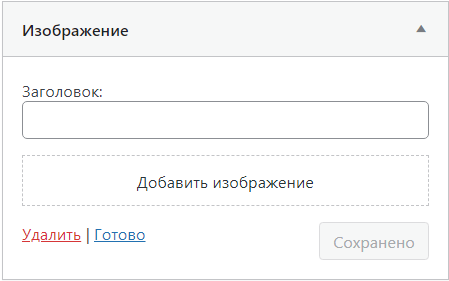 Изображение
Заголовок:
Добавить изображение
Удалить | Готово
Сохранено